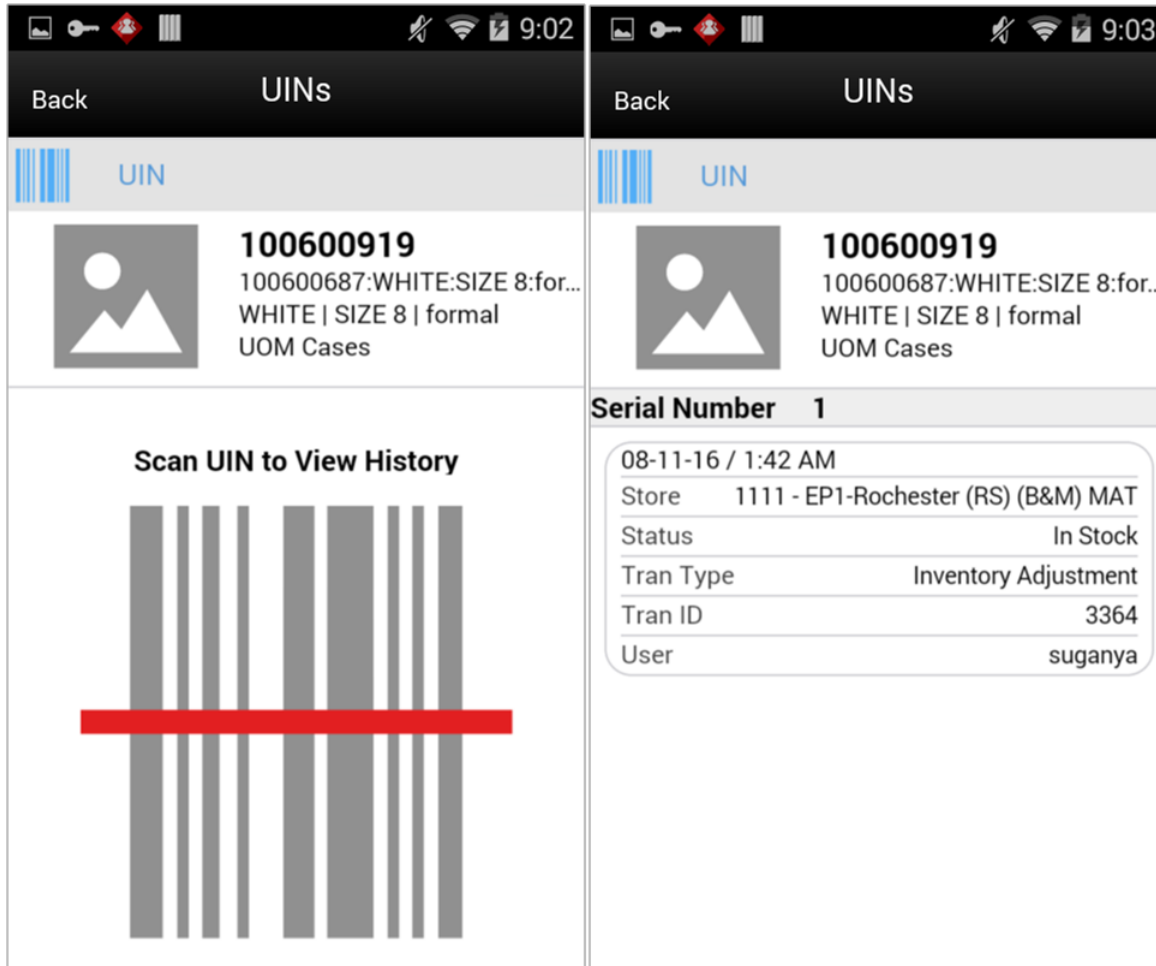 9:02
Back UINs
UIN
100600919
100600687:WHITE:SIZE 8:for...
WHITE | SIZE 8 | formal
UOM Cases
Scan UIN to View History
9:03
Back UINs
UIN
100600919
100600687:WHITE:SIZE 8:for..
WHITE | SIZE 8 | formal
UOM Cases
Serial Number 1
08-11-16 / 1:42 AM
Store 1111 - EP1-Rochester (RS) (B&M) MAT
Status In Stock
Tran Type Inventory Adjustment
Tran ID 3364
User suganya